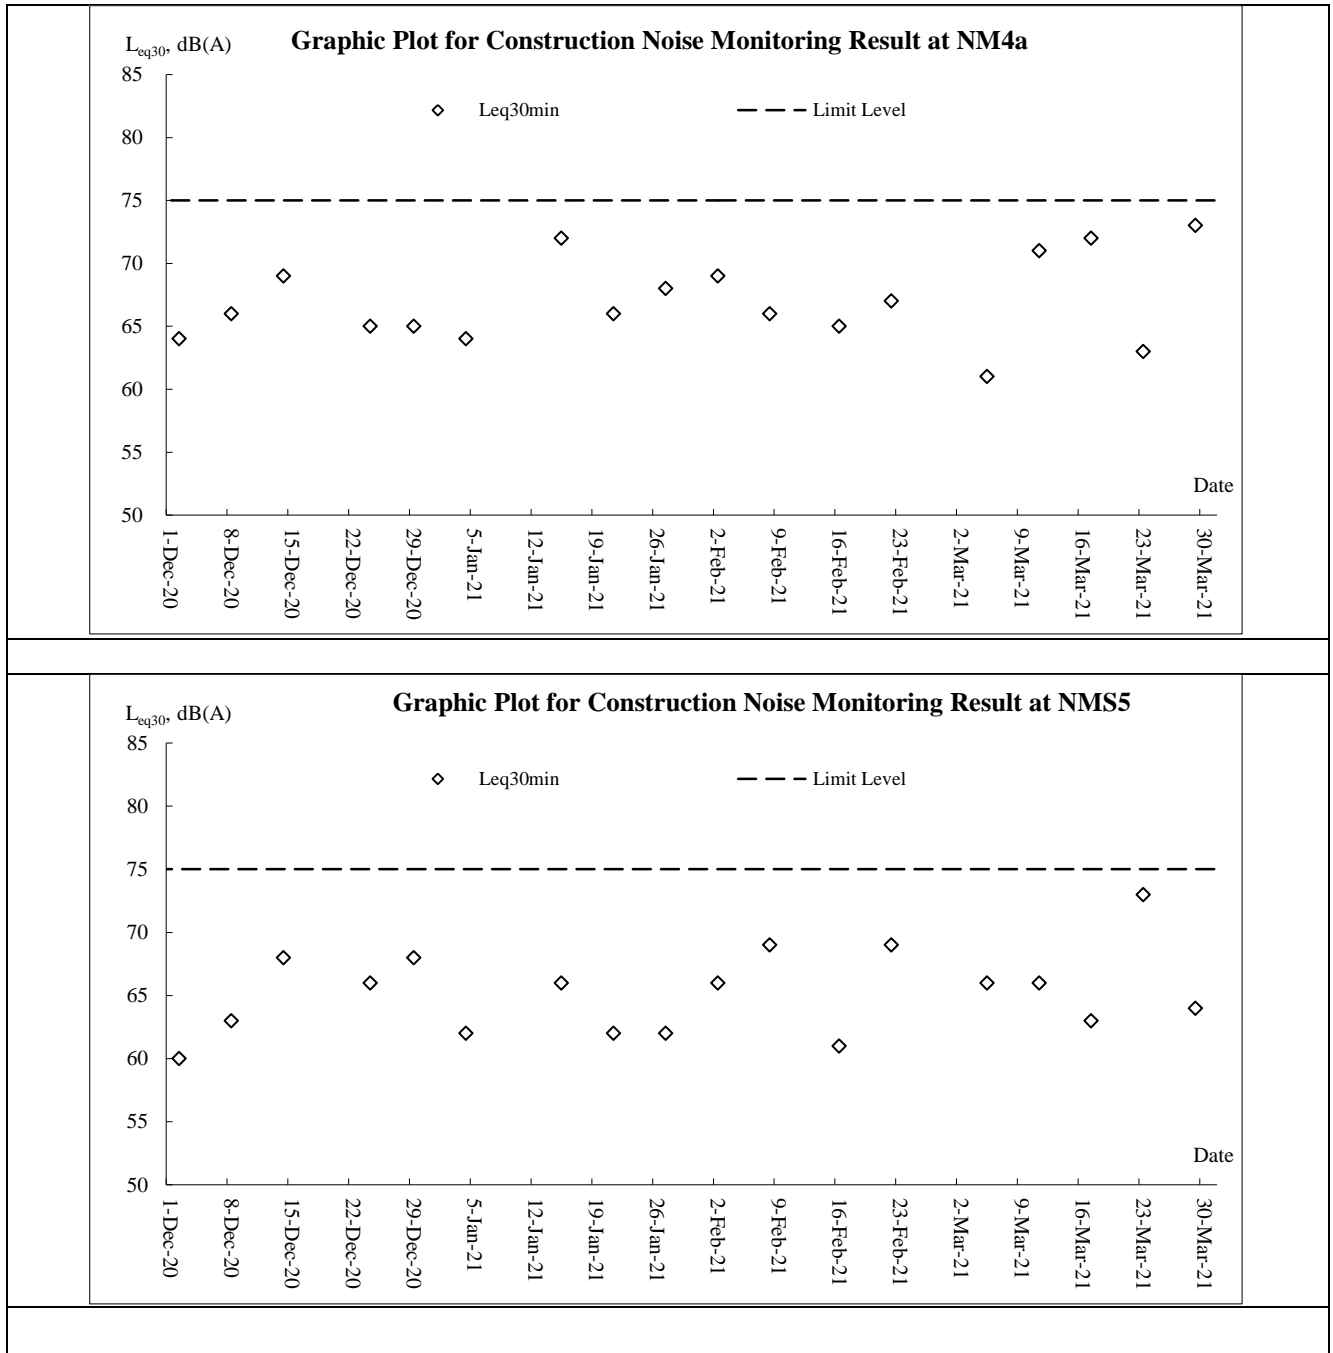 Graphic Plot for Construction Noise Monitoring Result at NM4a
Leq30, dB(A)
85
Leq30min
Limit Level
80
75
70
65
60
55
Date
50
1-Dec-20
8-Dec-20
15-Dec-20
22-Dec-20
29-Dec-20
5-Jan-21
12-Jan-21
19-Jan-21
26-Jan-21
2-Feb-21
9-Feb-21
16-Feb-21
23-Feb-21
2-Mar-21
9-Mar-21
16-Mar-21
23-Mar-21
30-Mar-21
Graphic Plot for Construction Noise Monitoring Result at NMS5
Leq30, dB(A)
85
Leq30min
Limit Level
80
75
70
65
60
55
Date
50
1-Dec-20
8-Dec-20
15-Dec-20
22-Dec-20
29-Dec-20
5-Jan-21
12-Jan-21
19-Jan-21
26-Jan-21
2-Feb-21
9-Feb-21
16-Feb-21
23-Feb-21
2-Mar-21
9-Mar-21
16-Mar-21
23-Mar-21
30-Mar-21